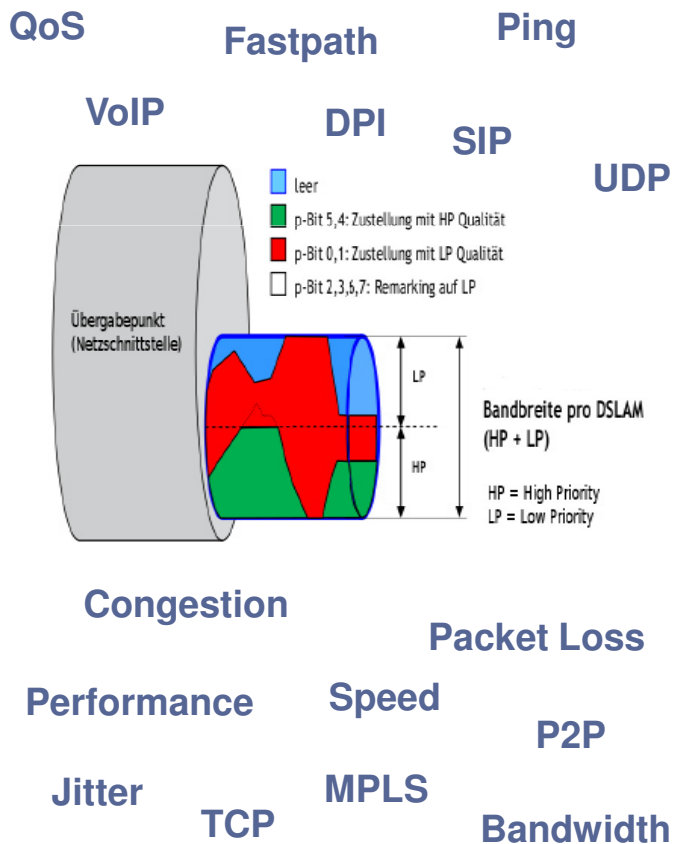 QoS
Fastpath
Ping
VoIP
DPI
SIP
UDP
leer
p-Bit 5,4: Zustellung mit HP Qualität
p-Bit 0,1: Zustellung mit LP Qualität
p-Bit 2,3,6,7: Remarking auf LP
Übergabepunkt
(Netzschnittstelle)
LP
HP
Bandbreite pro DSLAM
(HP + LP)
HP = High Priority
LP = Low Priority
Congestion
Packet Loss
Performance
Speed
P2P
Jitter
MPLS
TCP
Bandwidth